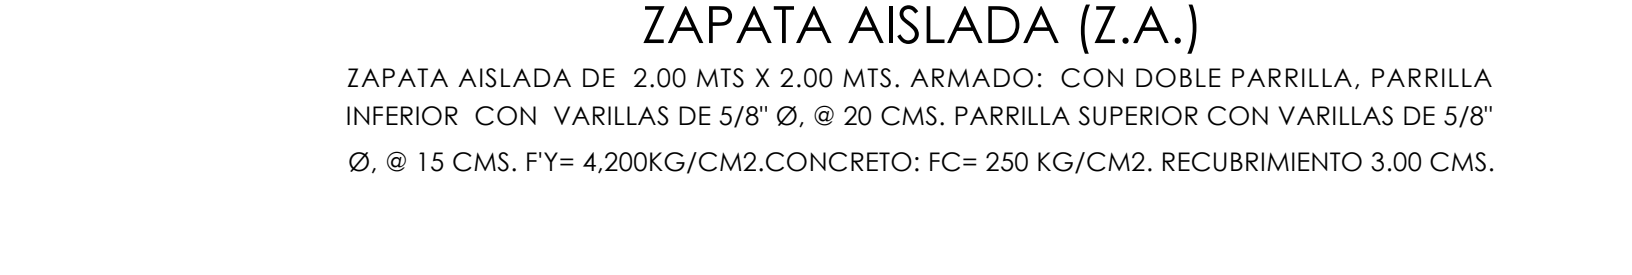 ZAPATA AISLADA (Z.A.)
ZAPATA AISLADA DE 2.00 MTS X 2.00 MTS. ARMADO: CON DOBLE PARRILLA, PARRILLA
INFERIOR CON VARILLAS DE 5/8" Ø, @ 20 CMS. PARRILLA SUPERIOR CON VARILLAS DE 5/8"
Ø, @ 15 CMS. F'Y= 4,200KG/CM2.CONCRETO: FC= 250 KG/CM2. RECUBRIMIENTO 3.00 CMS.